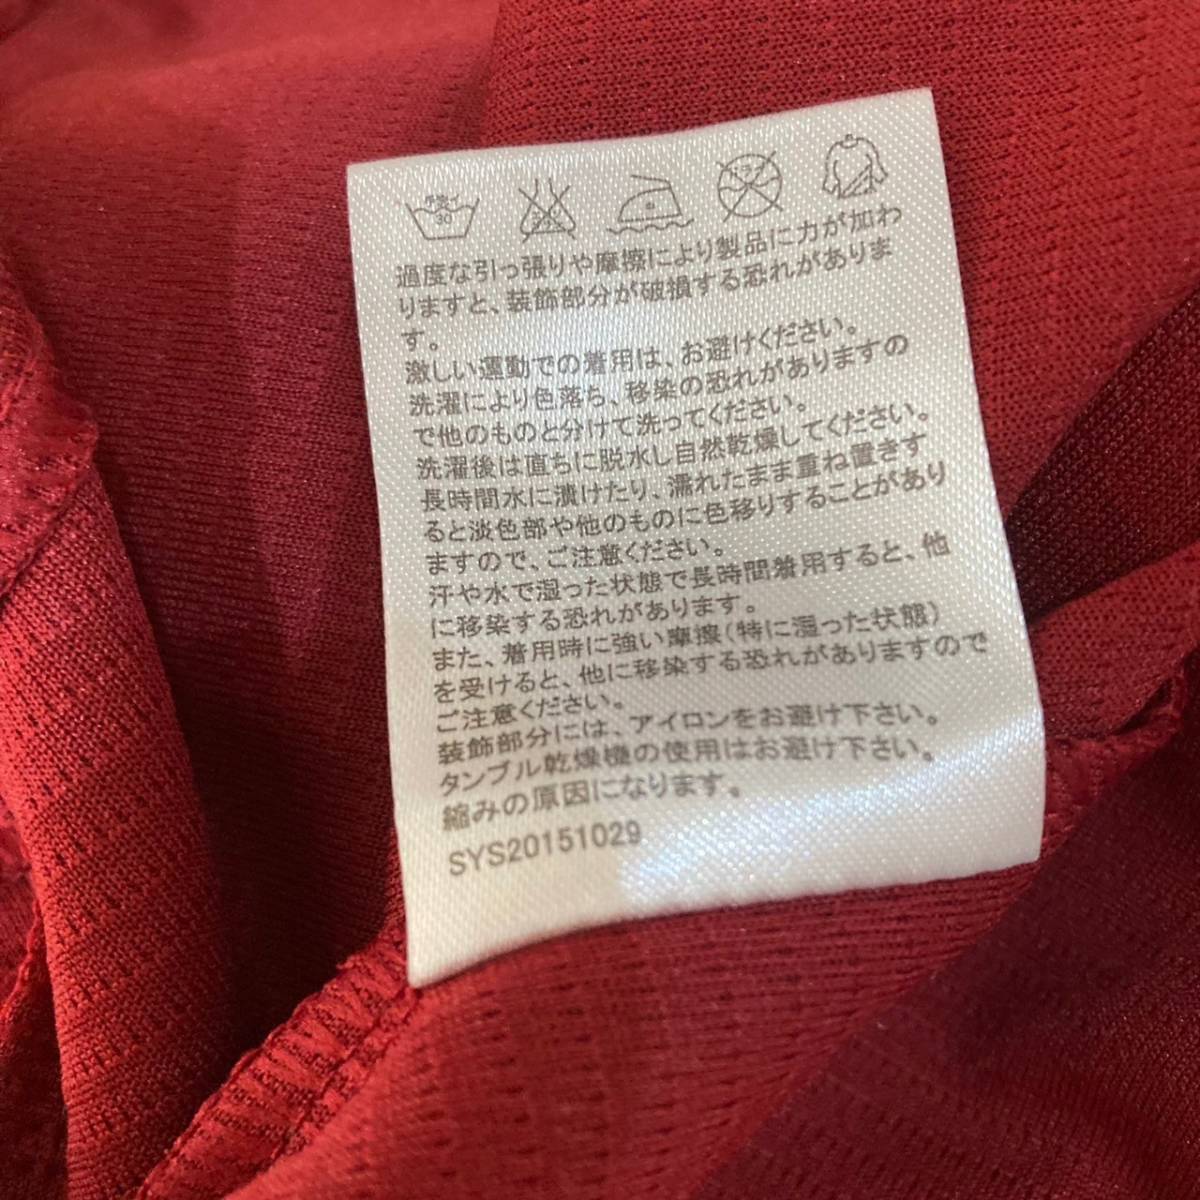 手洗イ
30
過度な引っ張りや摩擦により製品に力が加わ
りますと、装飾部分が破損する恐れがありま
す。
激しい運動での着用は、お避けください。
洗濯により色落ち、移染の恐れがありますの
で他のものと分けて洗ってください。
洗濯後は直ちに脱水し自然乾燥してください。
長時間水に漬けたり、濡れたまま重ね置きす
ると淡色部や他のものに色移りすることがあり
ますので、ご注意ください。
汗や水で湿った状態で長時間着用すると、他
に移染する恐れがあります。
また、着用時に強い摩擦(特に湿った状態)
を受けると、他に移染する恐れがありますので
ご注意ください。
装飾部分には、アイロンをお避け下さい。
タンブル乾燥機の使用はお避け下さい。
縮みの原因になります。
SYS20151029